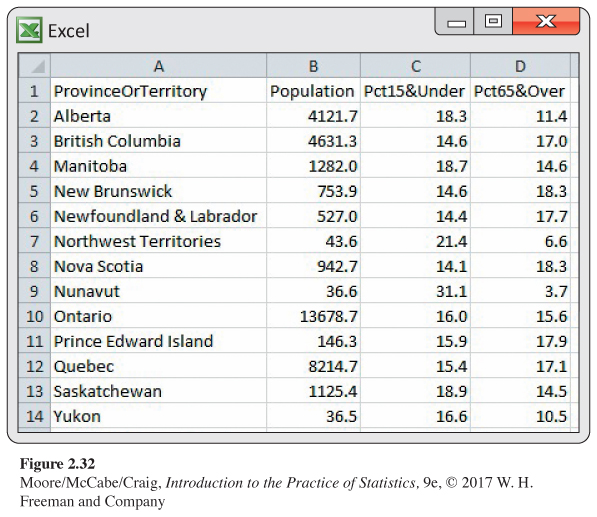 Excel
A B C D
1 ProvinceOrTerritory Population Pct15&Under Pct65&Over
2 Alberta 4121.7 18.3 11.4
3 British Columbia 4631.3 14.6 17.0
4 Manitoba 1282.0 18.7 14.6
5 New Brunswick 753.9 14.6 18.3
6 Newfoundland & Labrador 527.0 14.4 17.7
7 Northwest Territories 43.6 21.4 6.6
8 Nova Scotia 942.7 14.1 18.3
9 Nunavut 36.6 31.1 3.7
10 Ontario 13678.7 16.0 15.6
11 Prince Edward Island 146.3 15.9 17.9
12 Quebec 8214.7 15.4 17.1
13 Saskatchewan 1125.4 18.9 14.5
14 Yukon 36.5 16.6 10.5
Figure 2.32
Moore/McCabe/Craig, Introduction to the Practice of Statistics, 9e, © 2017 W. H.
Freeman and Company